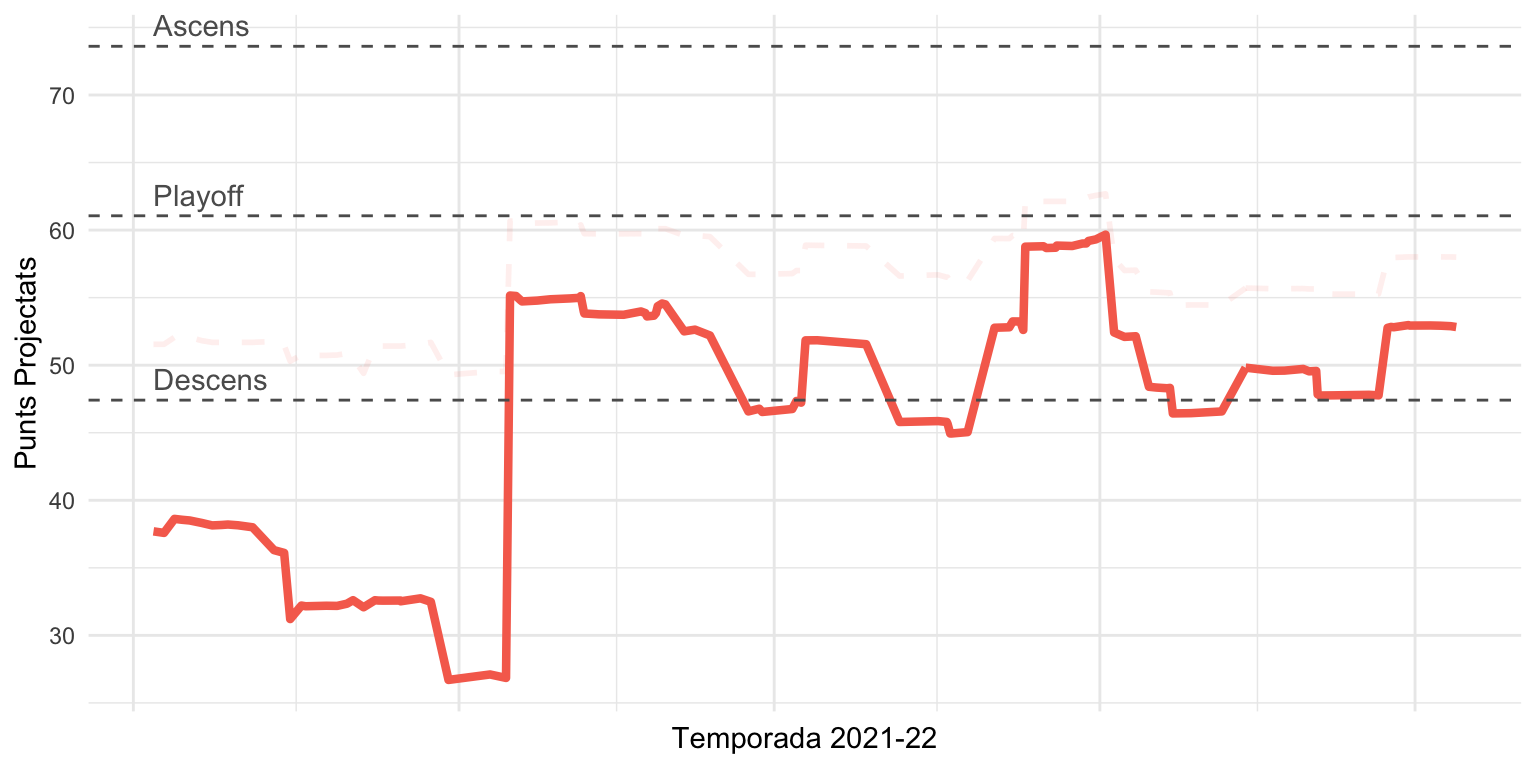 Ascens
70
Playoff
60
50
Descens
40
30
Punts Projectats
Temporada 2021-22